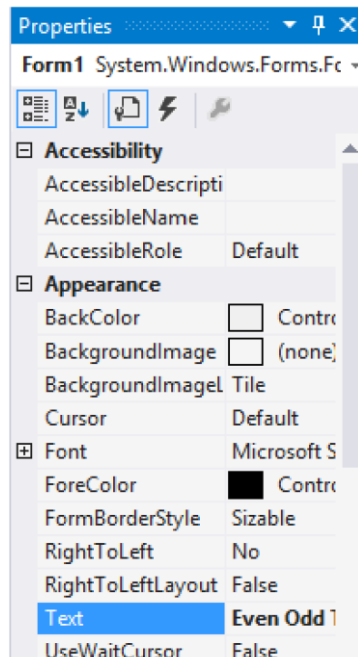 Properties
Form1 System.Windows.Forms.Fc
Accessibility
AccessibleDescripti
AccessibleName
AccessibleRole Default
Appearance
BackColor Contro
BackgroundImage (none)
BackgroundImageL Tile
Cursor Default
Font Microsoft S
ForeColor Contro
FormBorderStyle Sizable
RightToLeft No
RightToLeftLayout False
Text Even Odd T
UseWaitCursor False